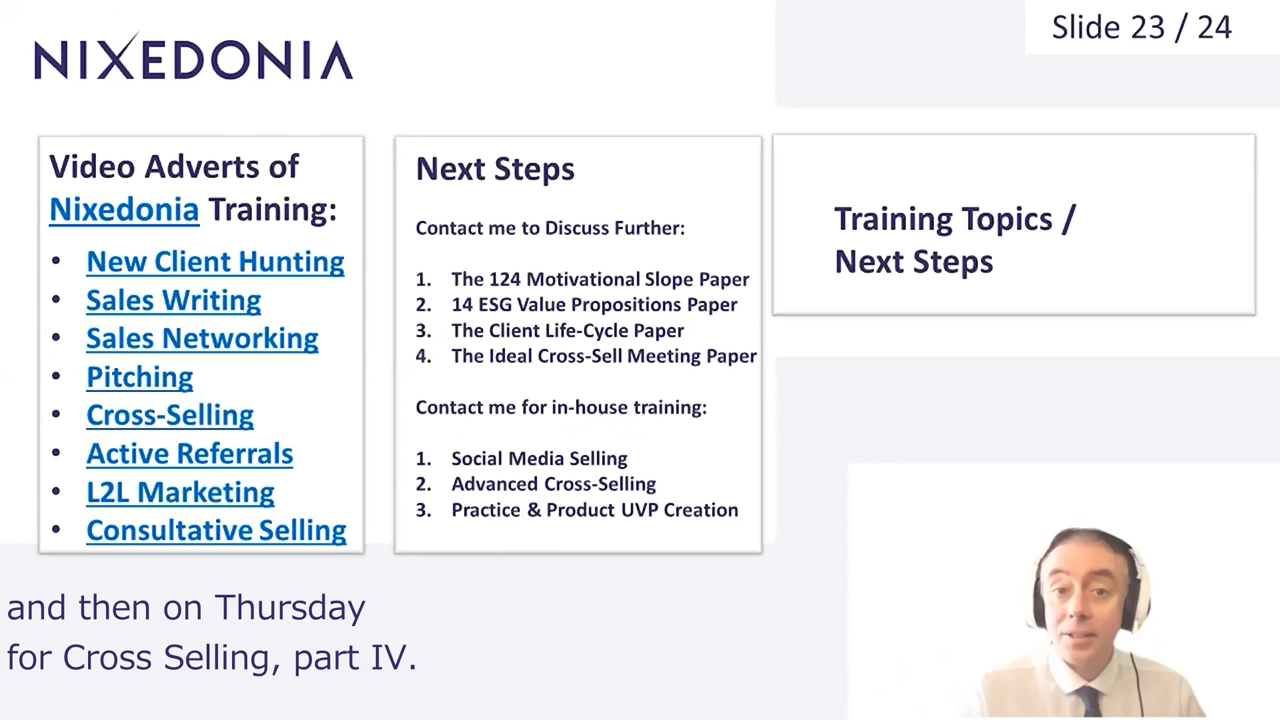 NIXEDONIA
Slide 23 / 24
Video Adverts of
Nixedonia Training:
• New Client Hunting
• Sales Writing
• Sales Networking
• Pitching
• Cross-Selling
• Active Referrals
• L2L Marketing
• Consultative Selling
Next Steps
Contact me to Discuss Further:
1. The 124 Motivational Slope Paper
2. 14 ESG Value Propositions Paper
3. The Client Life-Cycle Paper
4. The Ideal Cross-Sell Meeting Paper
Contact me for in-house training:
1. Social Media Selling
2. Advanced Cross-Selling
3. Practice & Product UVP Creation
Training Topics /
Next Steps
and then on Thursday
for Cross Selling, part IV.